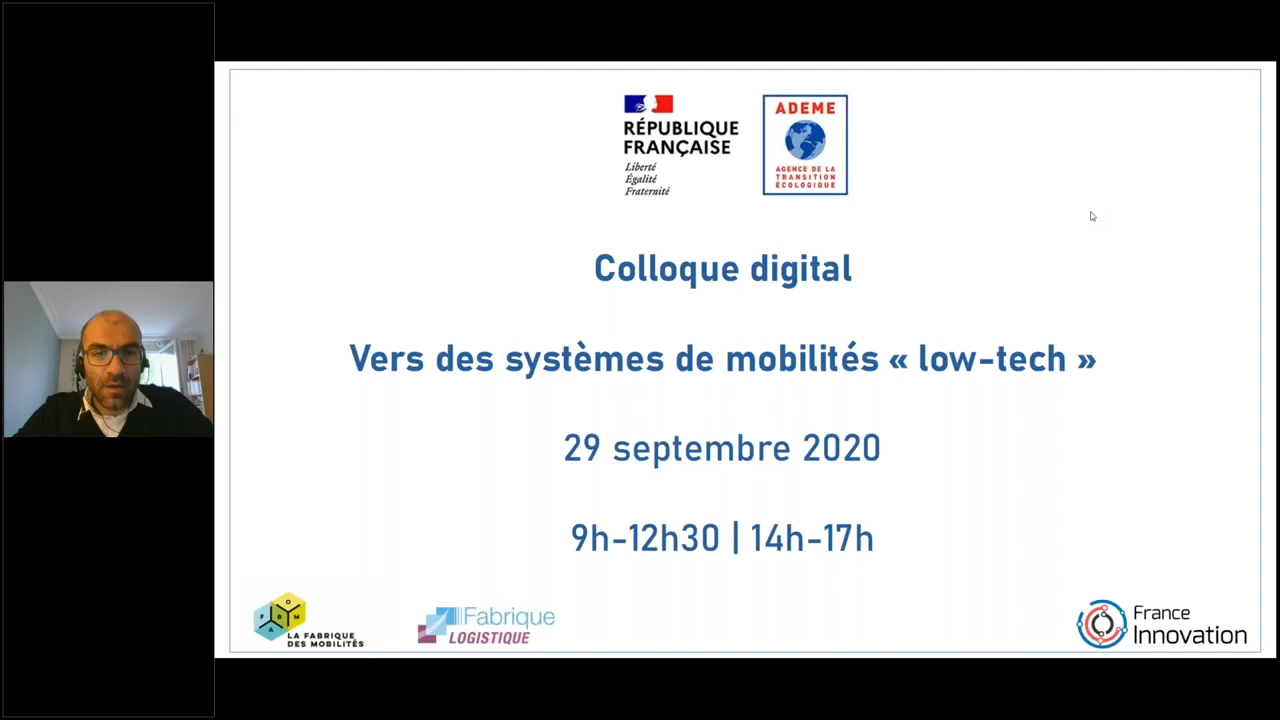 RÉPUBLIQUE
FRANÇAISE
Liberté
Égalité
Fraternité
ADEME
AGENCE DE LA
TRANSITION
ÉCOLOGIQUE
Colloque digital
Vers des systèmes de mobilités « low-tech »
29 septembre 2020
9h-12h30 | 14h-17h
FABM
LA FABRIQUE
DES MOBILITÉS
Fabrique
LOGISTIQUE
France
Innovation